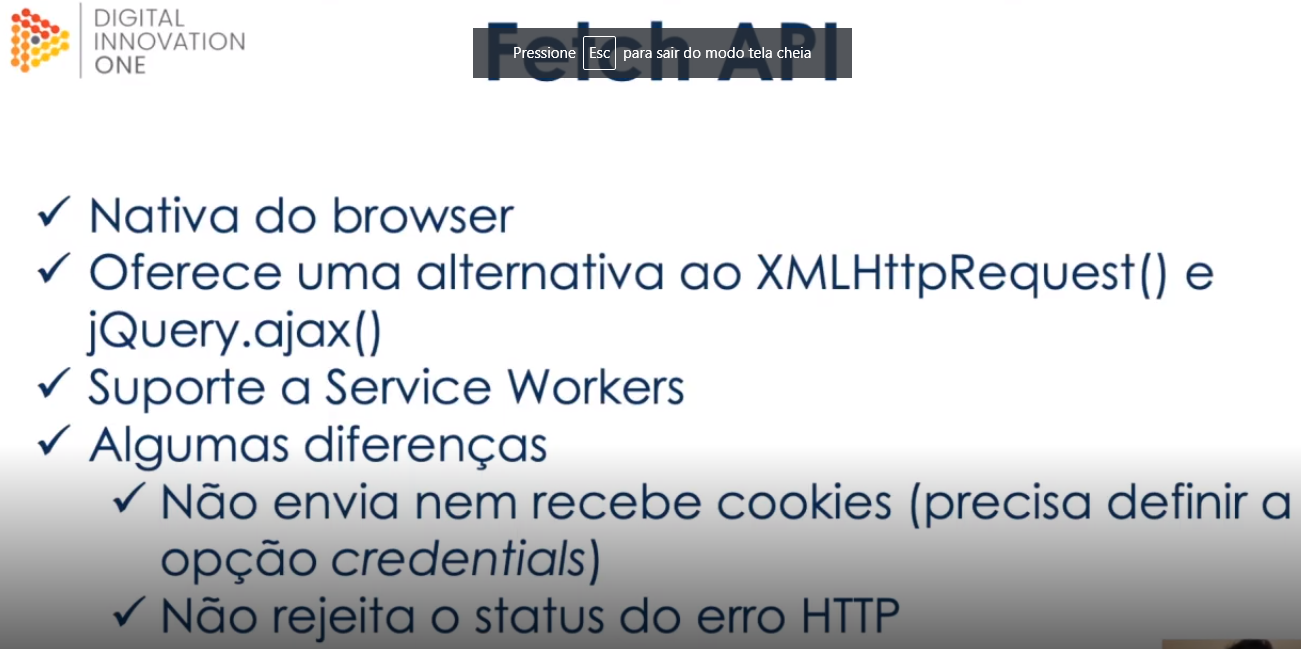 DIGITAL
INNOVATION
ONE
Fetch API
Pressione Esc para sair do modo tela cheia
✓ Nativa do browser
✓ Oferece uma alternativa ao XMLHttpRequest() e
jQuery.ajax()
✓ Suporte a Service Workers
✓ Algumas diferenças
✓ Não envia nem recebe cookies (precisa definir a
opção credentials)
✓ Não rejeita o status do erro HTTP